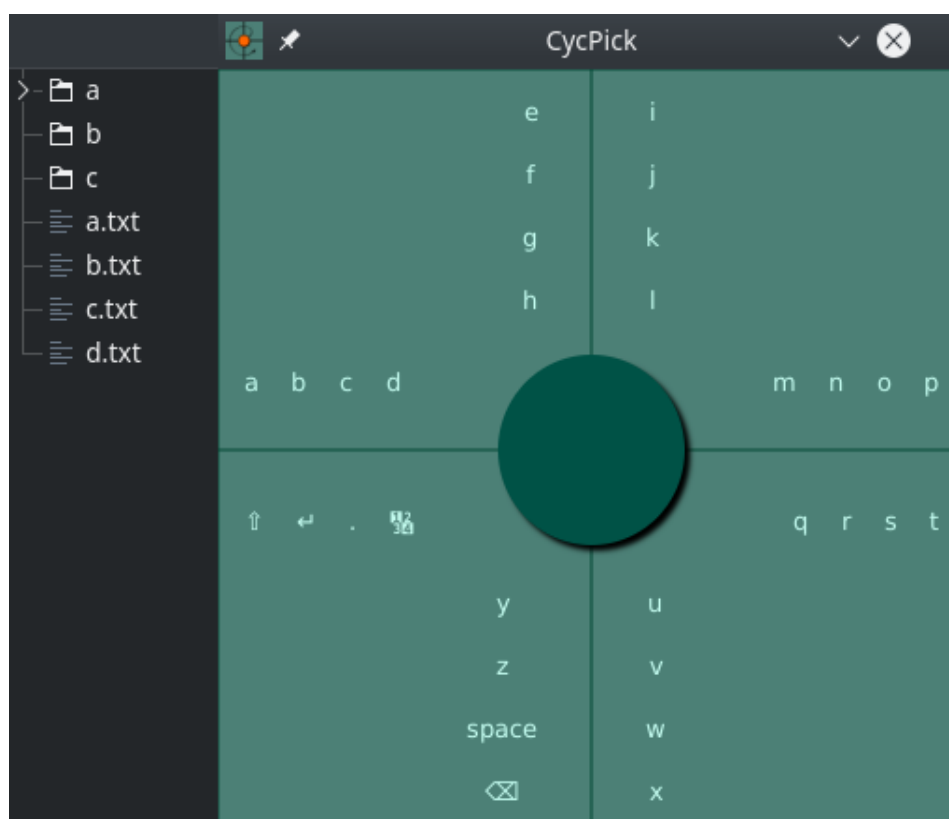 CycPick
a
b
c
a.txt
b.txt
c.txt
d.txt
e
f
g
h
i
j
k
l
a b c d
m n o p
⇧ ↵ . 🔢
q r s t
y
z
space
⌫
u
v
w
x